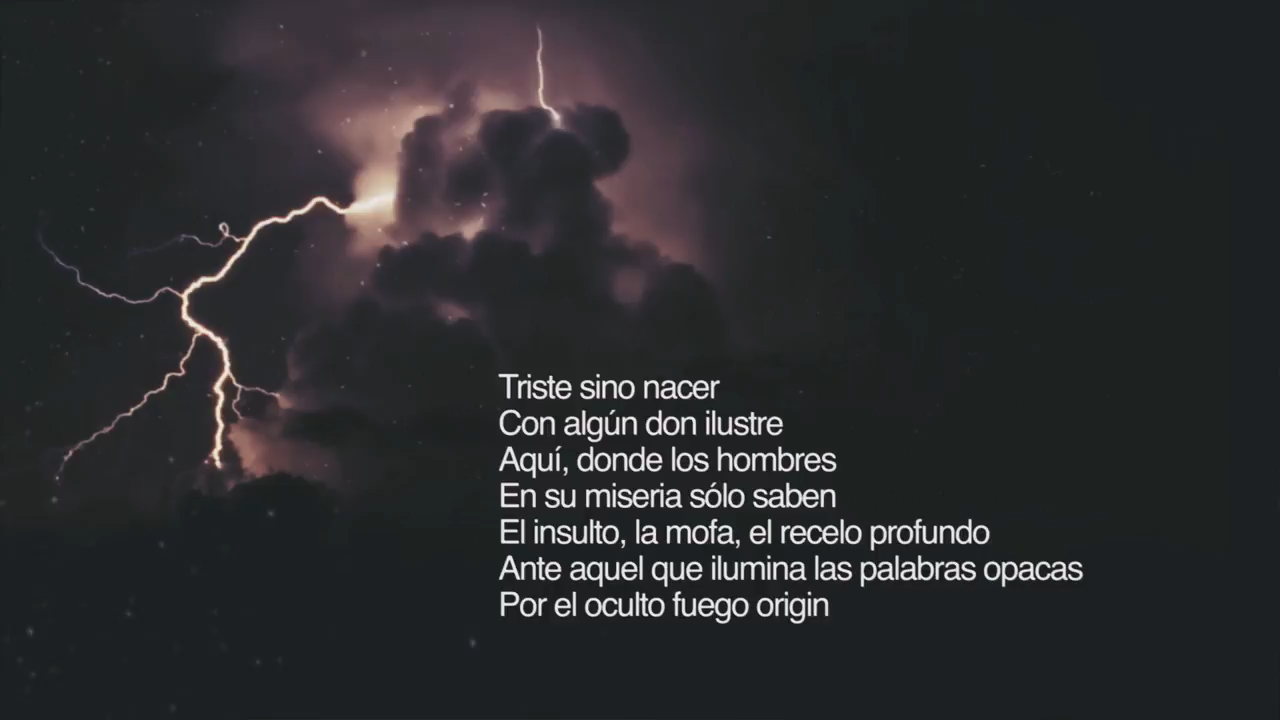 Triste sino nacer
Con algún don ilustre
Aquí, donde los hombres
En su miseria sólo saben
El insulto, la mofa, el recelo profundo
Ante aquel que ilumina las palabras opacas
Por el oculto fuego origin